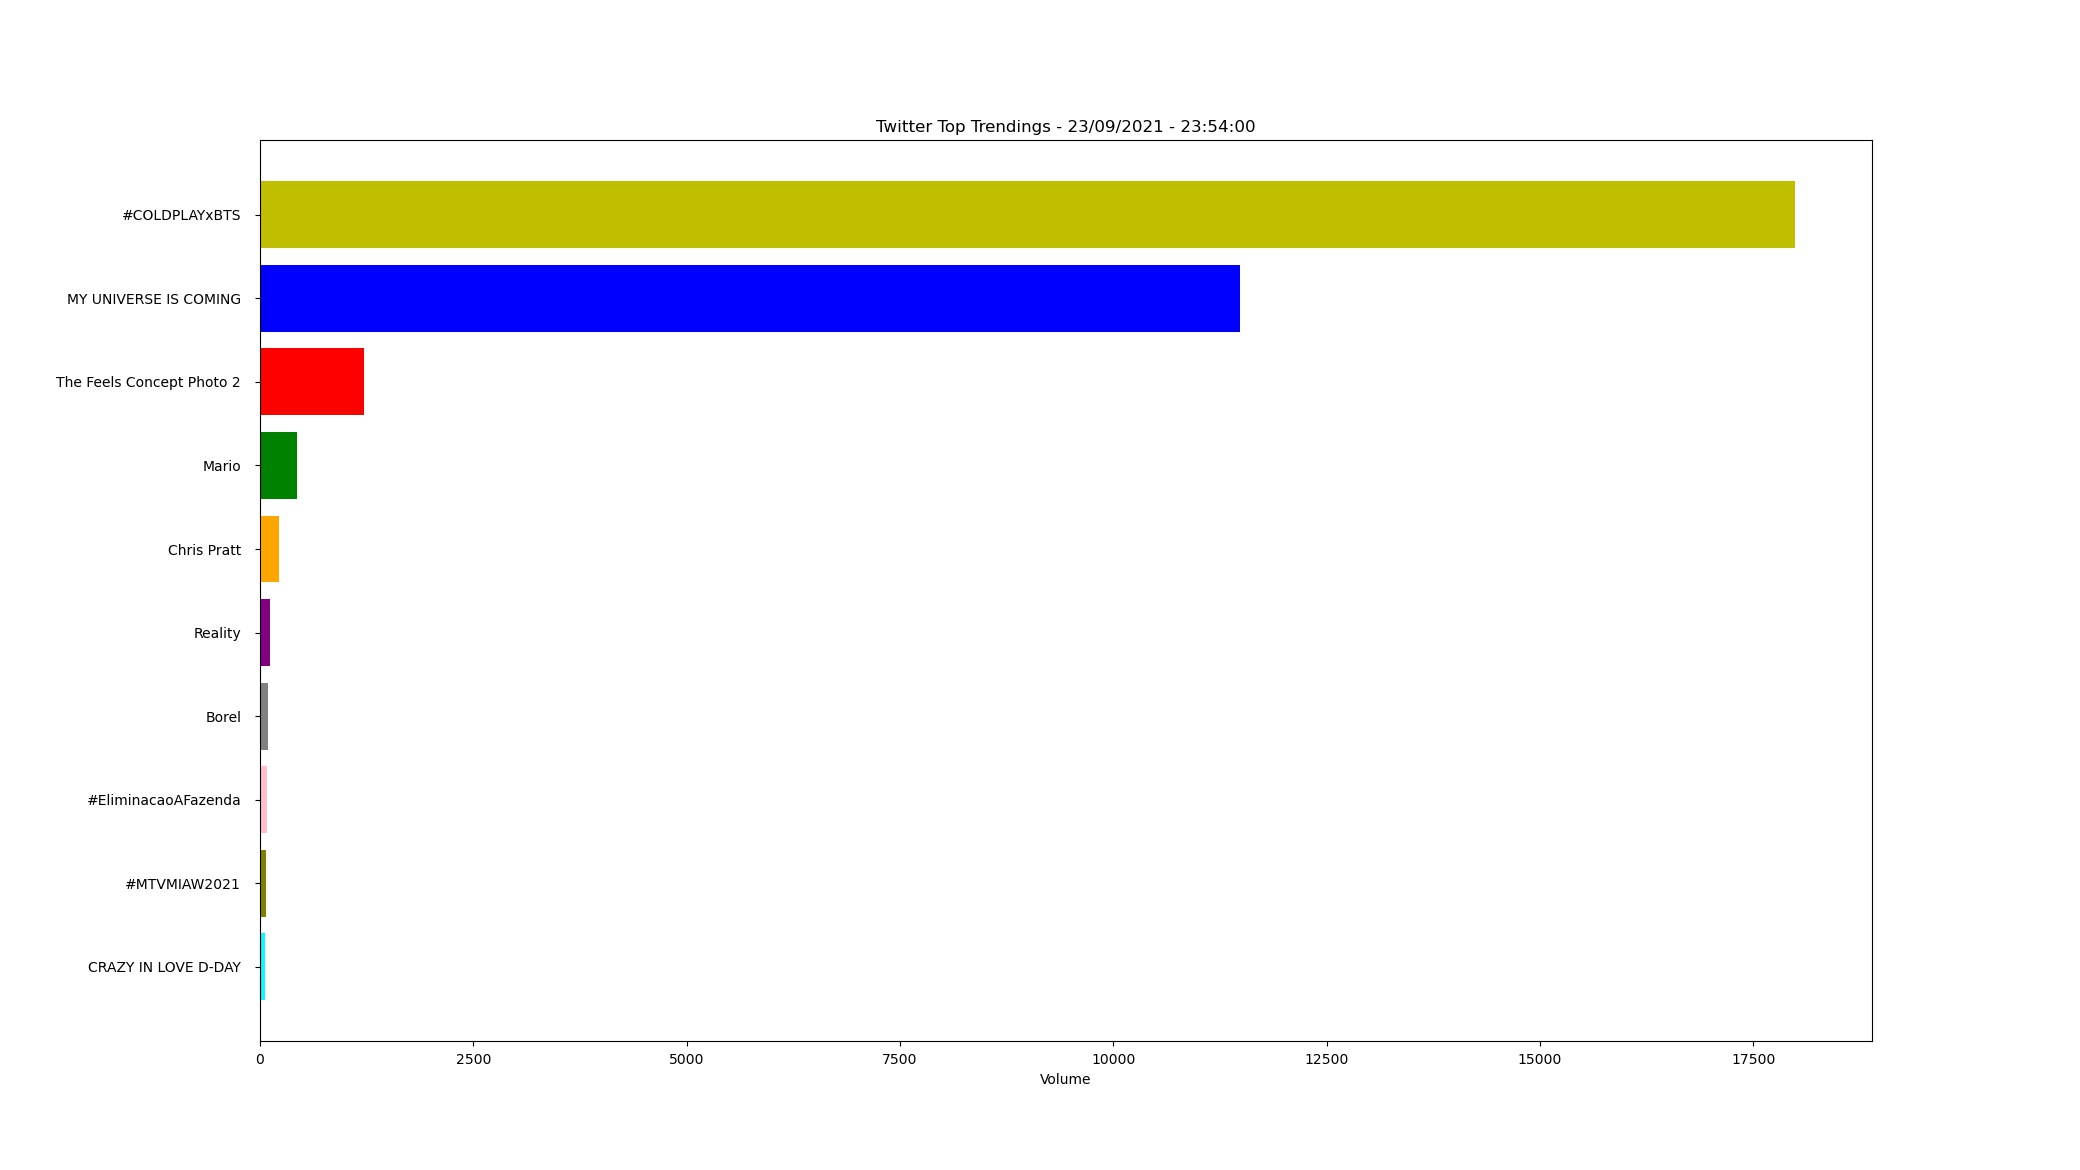 Twitter Top Trendings - 23/09/2021 - 23:54:00
#COLDPLAYxBTS
MY UNIVERSE IS COMING
The Feels Concept Photo 2
Mario
Chris Pratt
Reality
Borel
#EliminacaoAFazenda
#MTVMIAW2021
CRAZY IN LOVE D-DAY
0 2500 5000 7500 10000 12500 15000 17500
Volume